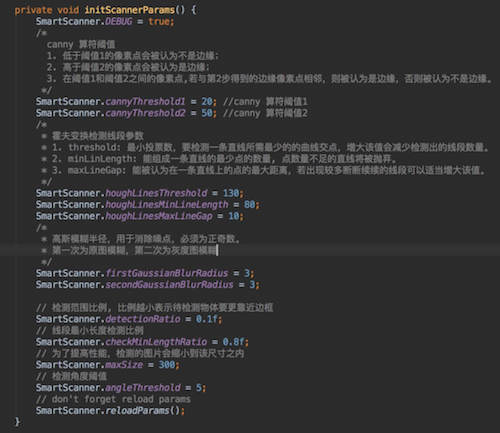 private void initScannerParams() {
SmartScanner.DEBUG = true;
/*
canny 算符阈值
1. 低于阈值1的像素点会被认为不是边缘；
2. 高于阈值2的像素点会被认为是边缘；
3. 在阈值1和阈值2之间的像素点,若与第2步得到的边缘像素点相邻，则被认为是边缘，否则被认为不是边缘。
*/
SmartScanner.cannyThreshold1 = 20; //canny 算符阈值1
SmartScanner.cannyThreshold2 = 50; //canny 算符阈值2
/*
* 霍夫变换检测线段参数
* 1. threshold: 最小投票数，要检测一条直线所需最少的的曲线交点，增大该值会减少检测出的线段数量。
* 2. minLinLength: 能组成一条直线的最少点的数量, 点数量不足的直线将被抛弃。
* 3. maxLineGap: 能被认为在一条直线上的点的最大距离，若出现较多断断续续的线段可以适当增大该值。
*/
SmartScanner.houghLinesThreshold = 130;
SmartScanner.houghLinesMinLineLength = 80;
SmartScanner.houghLinesMaxLineGap = 10;
/*
* 高斯模糊半径，用于消除噪点，必须为正奇数。
* 第一次为原图模糊，第二次为灰度图模糊
*/
SmartScanner.firstGaussianBlurRadius = 3;
SmartScanner.secondGaussianBlurRadius = 3;
// 检测范围比例, 比例越小表示待检测物体要更靠近边框
SmartScanner.detectionRatio = 0.1f;
// 线段最小长度检测比例
SmartScanner.checkMinLengthRatio = 0.8f;
// 为了提高性能，检测的图片会缩小到该尺寸之内
SmartScanner.maxSize = 300;
// 检测角度阈值
SmartScanner.angleThreshold = 5;
// don't forget reload params
SmartScanner.reloadParams();
}